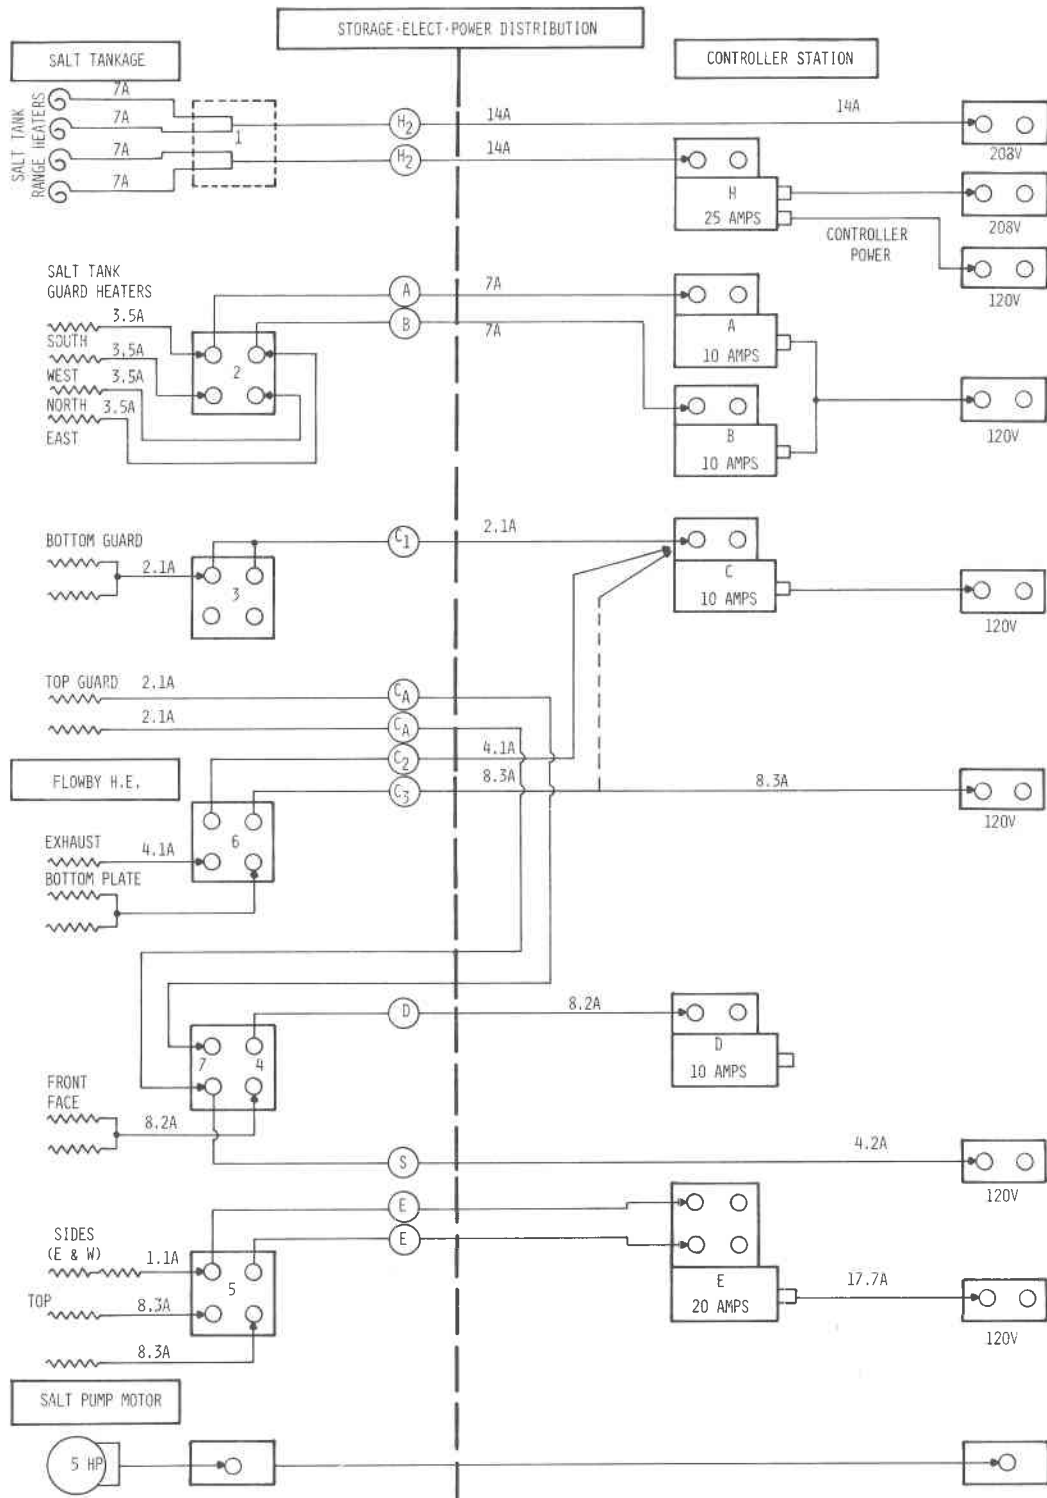 STORAGE-ELECT-POWER DISTRIBUTION
SALT TANKAGE
CONTROLLER STATION
SALT TANK
RANGE HEATERS
7A
7A
7A
7A
1
H2
14A
14A
208V
H2
14A
H
25 AMPS
208V
CONTROLLER
POWER
120V
SALT TANK
GUARD HEATERS
3.5A
SOUTH
3.5A
WEST
3.5A
NORTH
3.5A
EAST
2
A
7A
B
7A
A
10 AMPS
B
10 AMPS
120V
BOTTOM GUARD
2.1A
3
C1
2.1A
C
10 AMPS
120V
TOP GUARD
2.1A
CA
2.1A
CA
C2
4.1A
C3
8.3A
8.3A
120V
FLOWBY H.E.
6
EXHAUST
4.1A
BOTTOM PLATE
D
8.2A
D
10 AMPS
7
4
FRONT
FACE
8.2A
S
4.2A
120V
E
E
SIDES
(E & W)
1.1A
5
TOP
8.3A
8.3A
E
20 AMPS
17.7A
120V
SALT PUMP MOTOR
5 HP